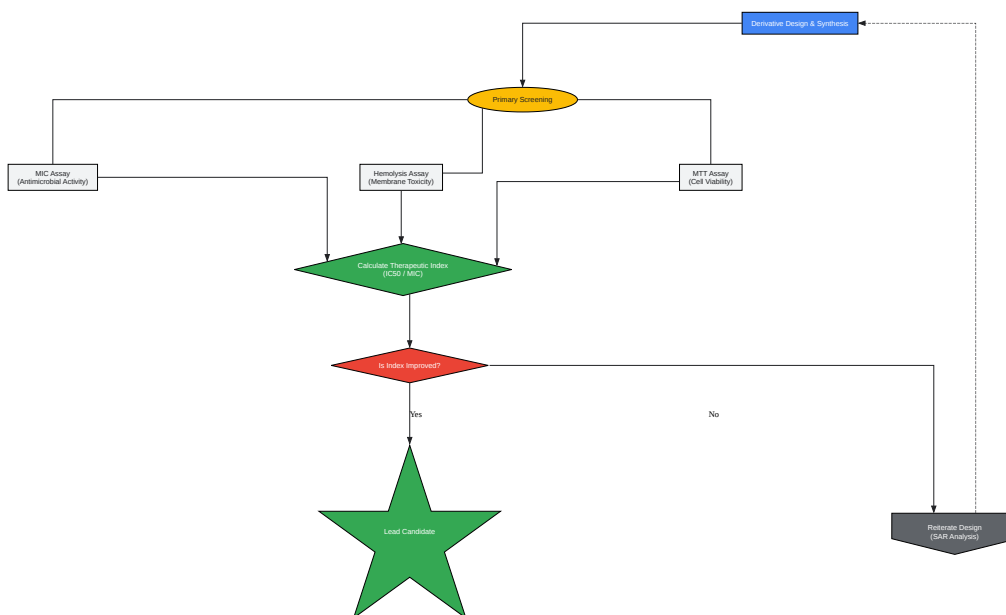 Derivative Design & Synthesis
Primary Screening
MIC Assay
(Antimicrobial Activity)
Hemolysis Assay
(Membrane Toxicity)
MTT Assay
(Cell Viability)
Calculate Therapeutic Index
(IC50 / MIC)
Is Index Improved?
Yes
No
Lead Candidate
Reiterate Design
(SAR Analysis)